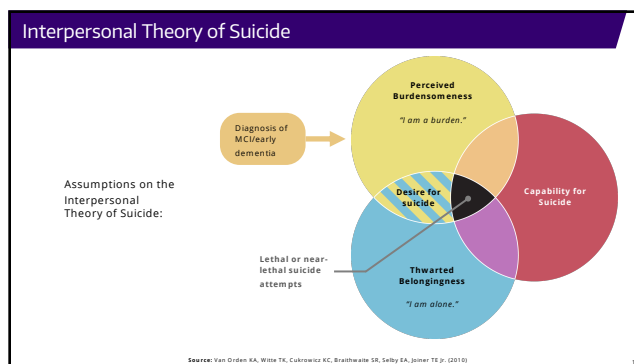 Interpersonal Theory of Suicide
Perceived
Burdensomeness
"I am a burden."
Diagnosis of
MCI/early
dementia
Assumptions on the
Interpersonal
Theory of Suicide:
Desire for
suicide
Capability for
Suicide
Lethal or near-
lethal suicide
attempts
Thwarted
Belongingness
"I am alone."
Source: Van Orden KA, Witte TK, Cukrowicz KC, Braithwaite SR, Selby EA, Joiner TE Jr. (2010)